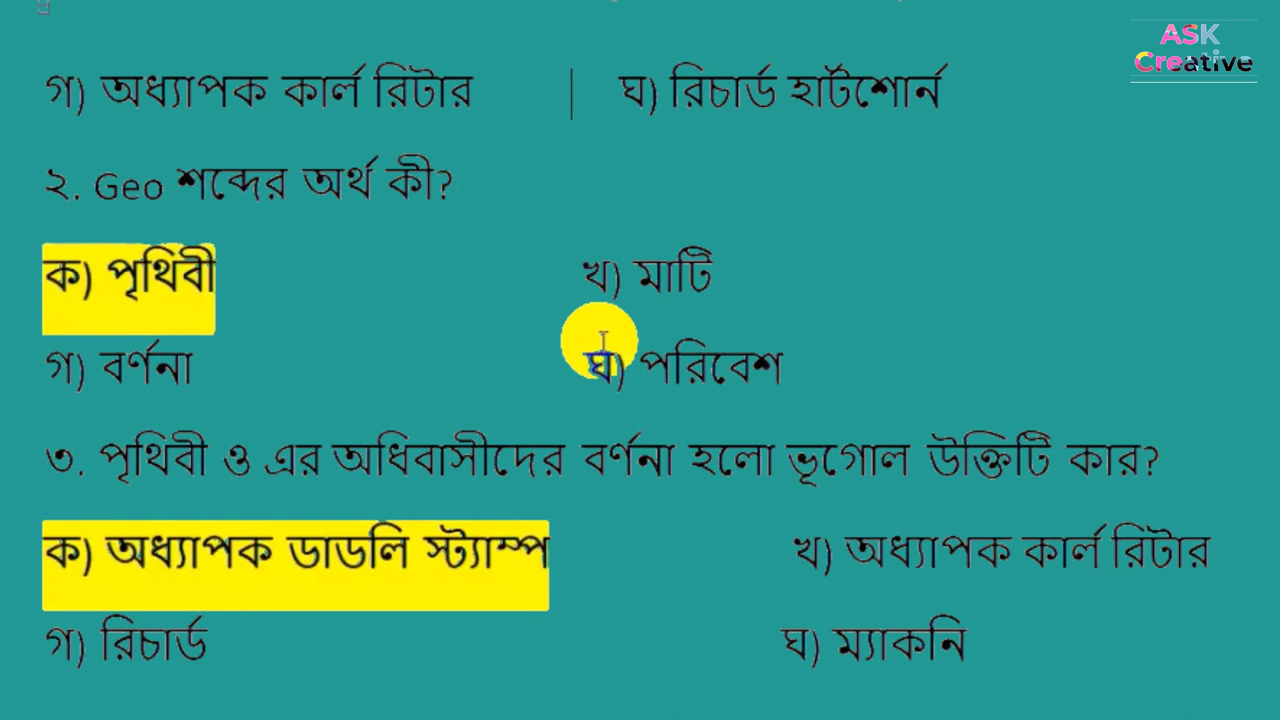 ASK
Creative
গ) অধ্যাপক কার্ল রিটার ঘ) রিচার্ড হার্টশোর্ন
২. Geo শব্দের অর্থ কী?
ক) পৃথিবী খ) মাটি
গ) বর্ণনা ঘ) পরিবেশ
৩. পৃথিবী ও এর অধিবাসীদের বর্ণনা হলো ভূগোল উক্তিটি কার?
ক) অধ্যাপক ডাডলি স্ট্যাম্প খ) অধ্যাপক কার্ল রিটার
গ) রিচার্ড ঘ) ম্যাকনি